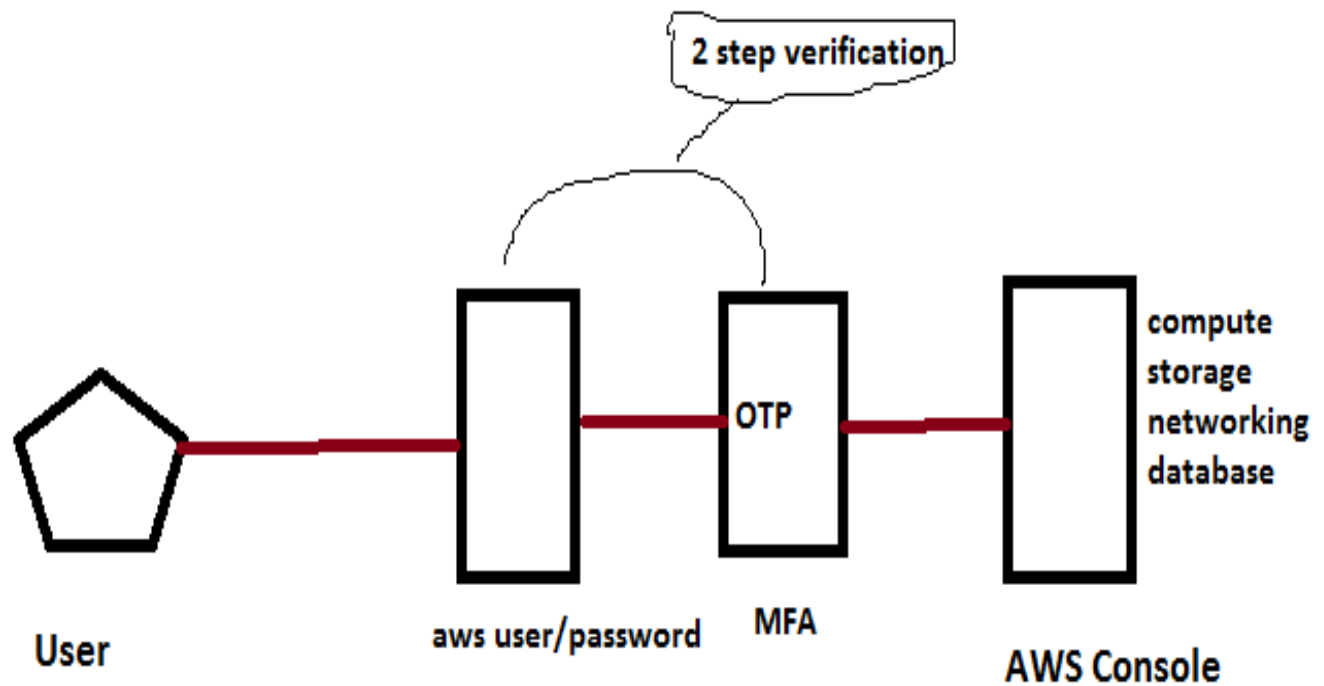 2 step verification
OTP
compute
storage
networking
database
User
aws user/password
MFA
AWS Console